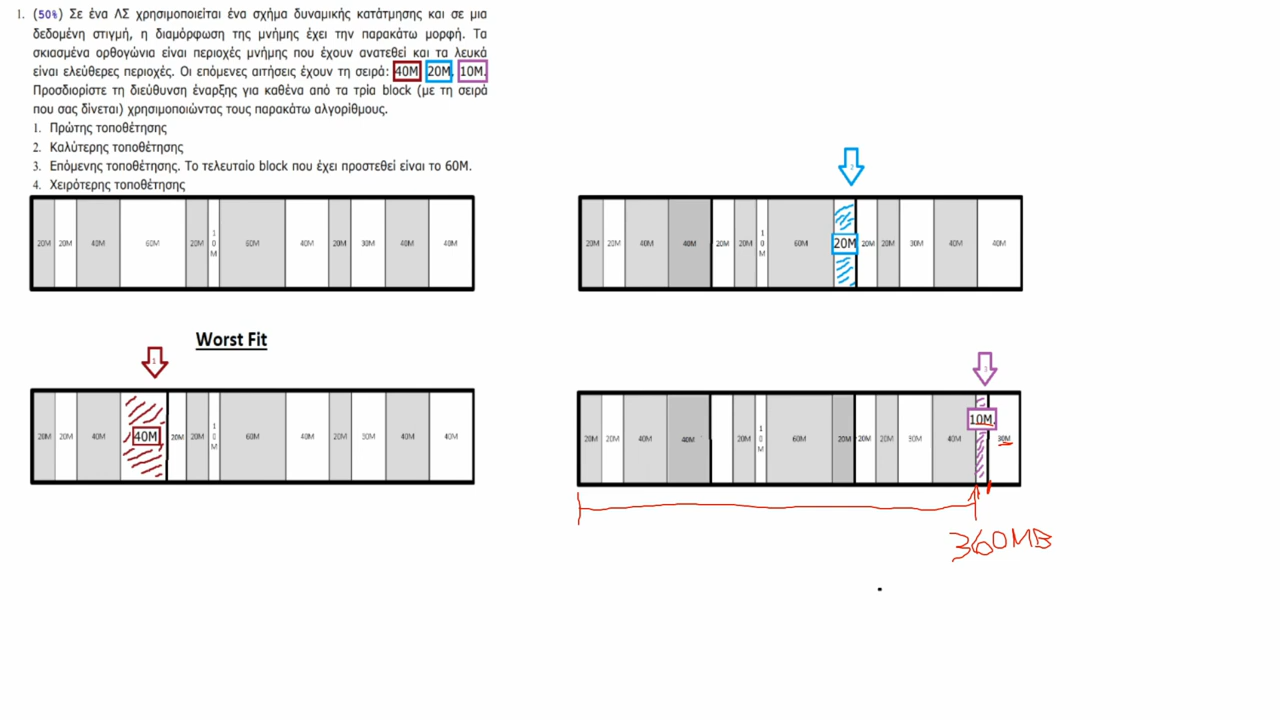 1. (50%) Σε ένα ΛΣ χρησιμοποιείται ένα σχήμα δυναμικής κατάτμησης και σε μια
δεδομένη στιγμή, η διαμόρφωση της μνήμης έχει την παρακάτω μορφή. Τα
σκιασμένα ορθογώνια είναι περιοχές μνήμης που έχουν ανατεθεί και τα λευκά
είναι ελεύθερες περιοχές. Οι επόμενες αιτήσεις έχουν τη σειρά: 40M, 20M, 10M.
Προσδιορίστε τη διεύθυνση έναρξης για καθένα από τα τρία block (με τη σειρά
που σας δίνεται) χρησιμοποιώντας τους παρακάτω αλγορίθμους.
1. Πρώτης τοποθέτησης
2. Καλύτερης τοποθέτησης
3. Επόμενης τοποθέτησης. Το τελευταίο block που έχει προστεθεί είναι το 60M.
4. Χειρότερης τοποθέτησης
20M 20M 40M 60M 20M 10M 60M 40M 20M 30M 40M 40M
2
20M 20M 40M 40M 20M 20M 10M 60M 20M 20M 20M 30M 40M 40M
Worst Fit
1
20M 20M 40M 40M 20M 20M 10M 60M 40M 20M 30M 40M 40M
3
20M 20M 40M 40M 20M 10M 60M 20M 20M 20M 30M 40M 10M. 30M
360MB